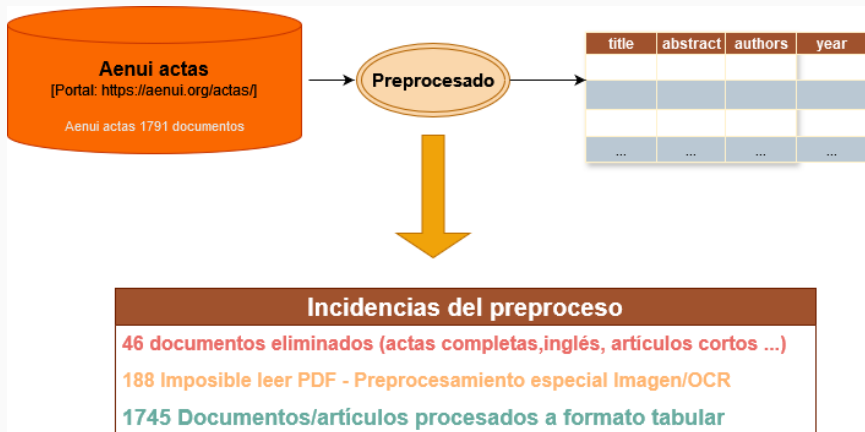 Aenui actas
[Portal: https://aenui.org/actas/]
Aenui actas 1791 documentos
Preprocesado
title abstract authors year
... ... ... ...
Incidencias del preproceso
46 documentos eliminados (actas completas,inglés, artículos cortos ...)
188 Imposible leer PDF - Preprocesamiento especial Imagen/OCR
1745 Documentos/artículos procesados a formato tabular